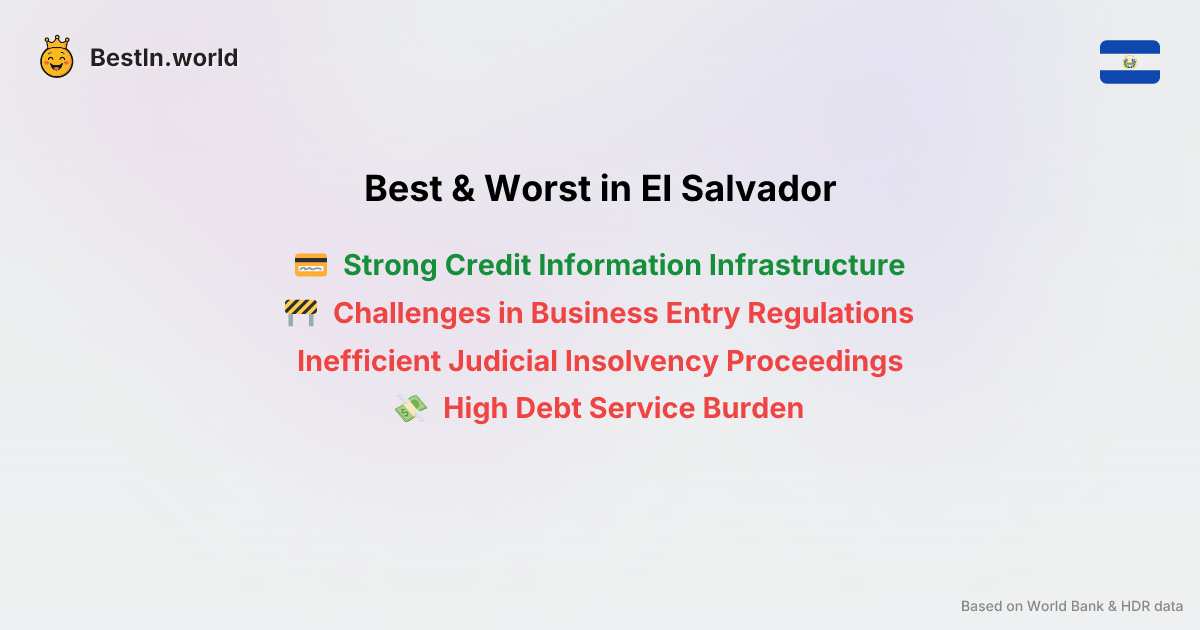 BestIn.world
Best & Worst in El Salvador
Strong Credit Information Infrastructure
Challenges in Business Entry Regulations
Inefficient Judicial Insolvency Proceedings
High Debt Service Burden
Based on World Bank & HDR data